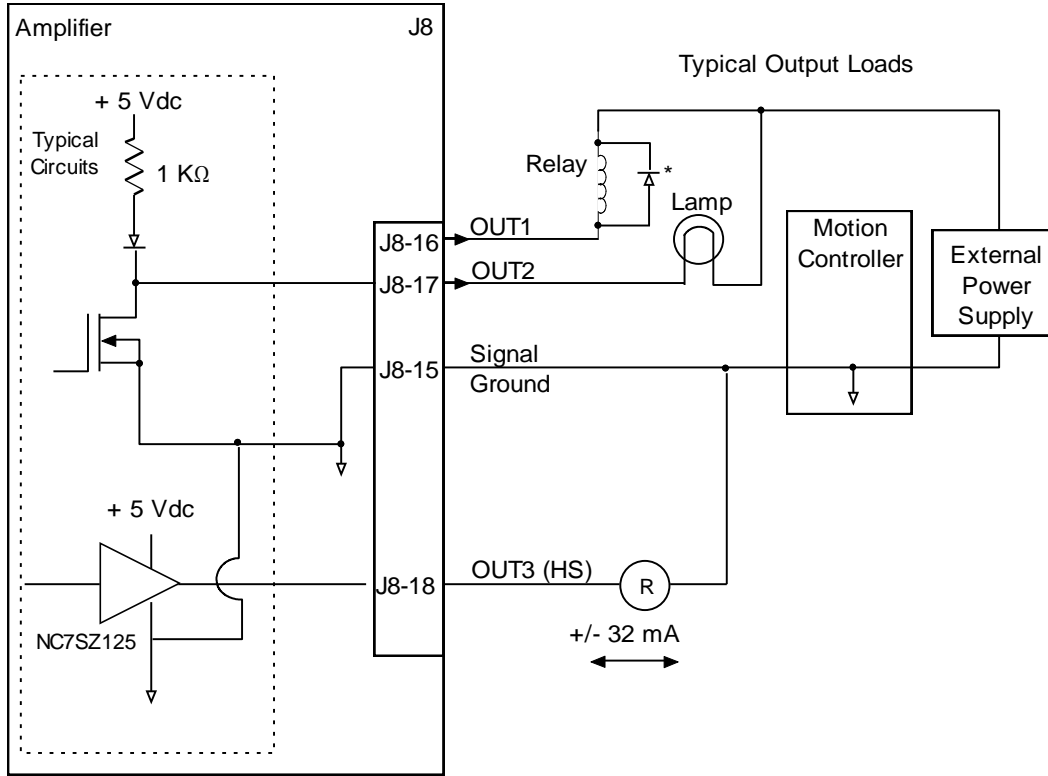 Amplifier
J8
Typical Output Loads
+ 5 Vdc
Typical
Circuits
1 KΩ
Relay
*
Lamp
J8-16
OUT1
J8-17
OUT2
Motion
Controller
External
Power
Supply
J8-15
Signal
Ground
+ 5 Vdc
NC7SZ125
J8-18
OUT3 (HS)
R
+/- 32 mA